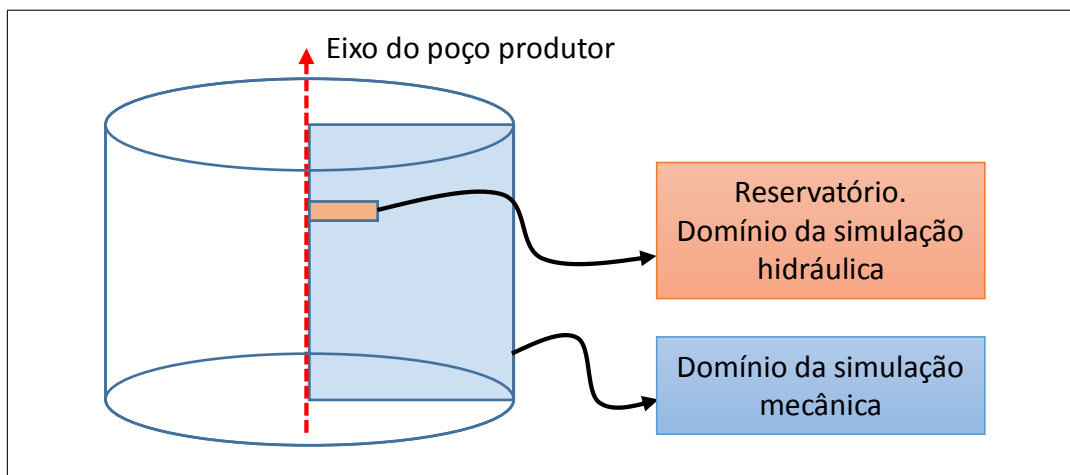 Eixo do poço produtor
Reservatório.
Domínio da simulação
hidráulica
Domínio da simulação
mecânica